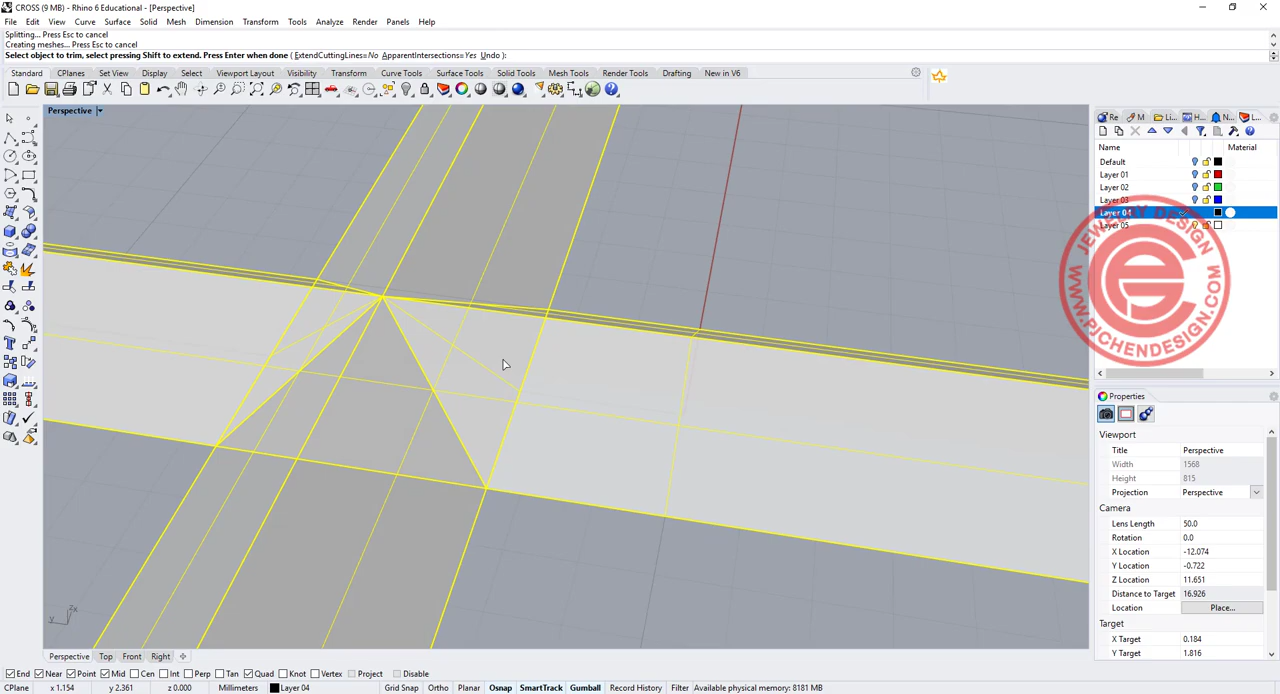 CROSS (9 MB) - Rhino 6 Educational - [Perspective]
File Edit View Curve Surface Solid Mesh Dimension Transform Tools Analyze Render Panels Help
Splitting... Press Esc to cancel
Creating meshes... Press Esc to cancel
Select object to trim, select pressing Shift to extend. Press Enter when done ( ExtendCuttingLines=No ApparentIntersections=Yes Undo ):
Standard CPlanes Set View Display Select Viewport Layout Visibility Transform Curve Tools Surface Tools Solid Tools Mesh Tools Render Tools Drafting New in V6
Perspective
Re M Li... H... N... L...
Name Material
Default
Layer 01
Layer 02
Layer 03
Layer 04
Layer 05
JEWELRY DESIGN
WWW.PJCHENDESIGN.COM
Properties
Viewport
Title Perspective
Width 1568
Height 815
Projection Perspective
Camera
Lens Length 50.0
Rotation 0.0
X Location -12.074
Y Location -0.722
Z Location 11.651
Distance to Target 16.926
Location Place...
Target
X Target 0.184
Y Target 1.816
Perspective Top Front Right
End Near Point Mid Cen Int Perp Tan Quad Knot Vertex Project Disable
CPlane x 1.154 y 2.361 z 0.000 Millimeters Layer 04 Grid Snap Ortho Planar Osnap SmartTrack Gumball Record History Filter Available physical memory: 8181 MB